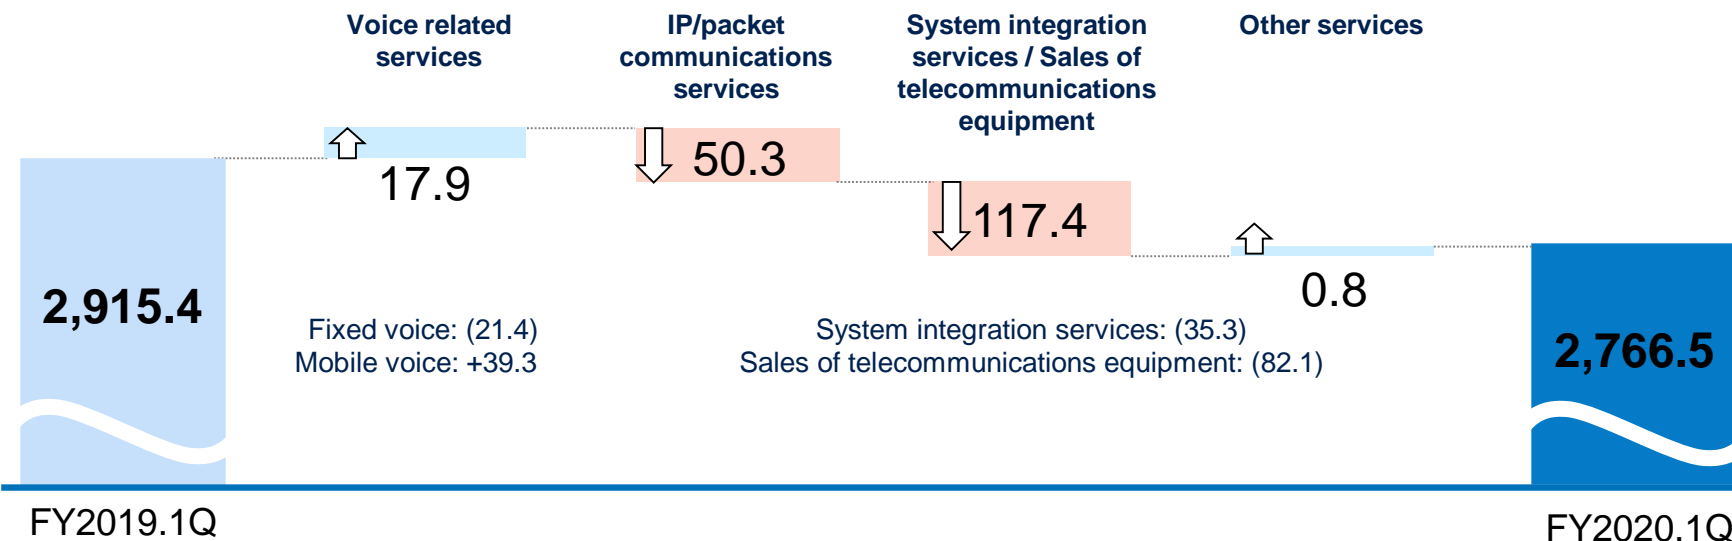 Voice related
services
IP/packet
communications
services
System integration
services / Sales of
telecommunications
equipment
Other services
17.9
50.3
117.4
0.8
2,915.4
2,766.5
Fixed voice: (21.4)
Mobile voice: +39.3
System integration services: (35.3)
Sales of telecommunications equipment: (82.1)
FY2019.1Q
FY2020.1Q